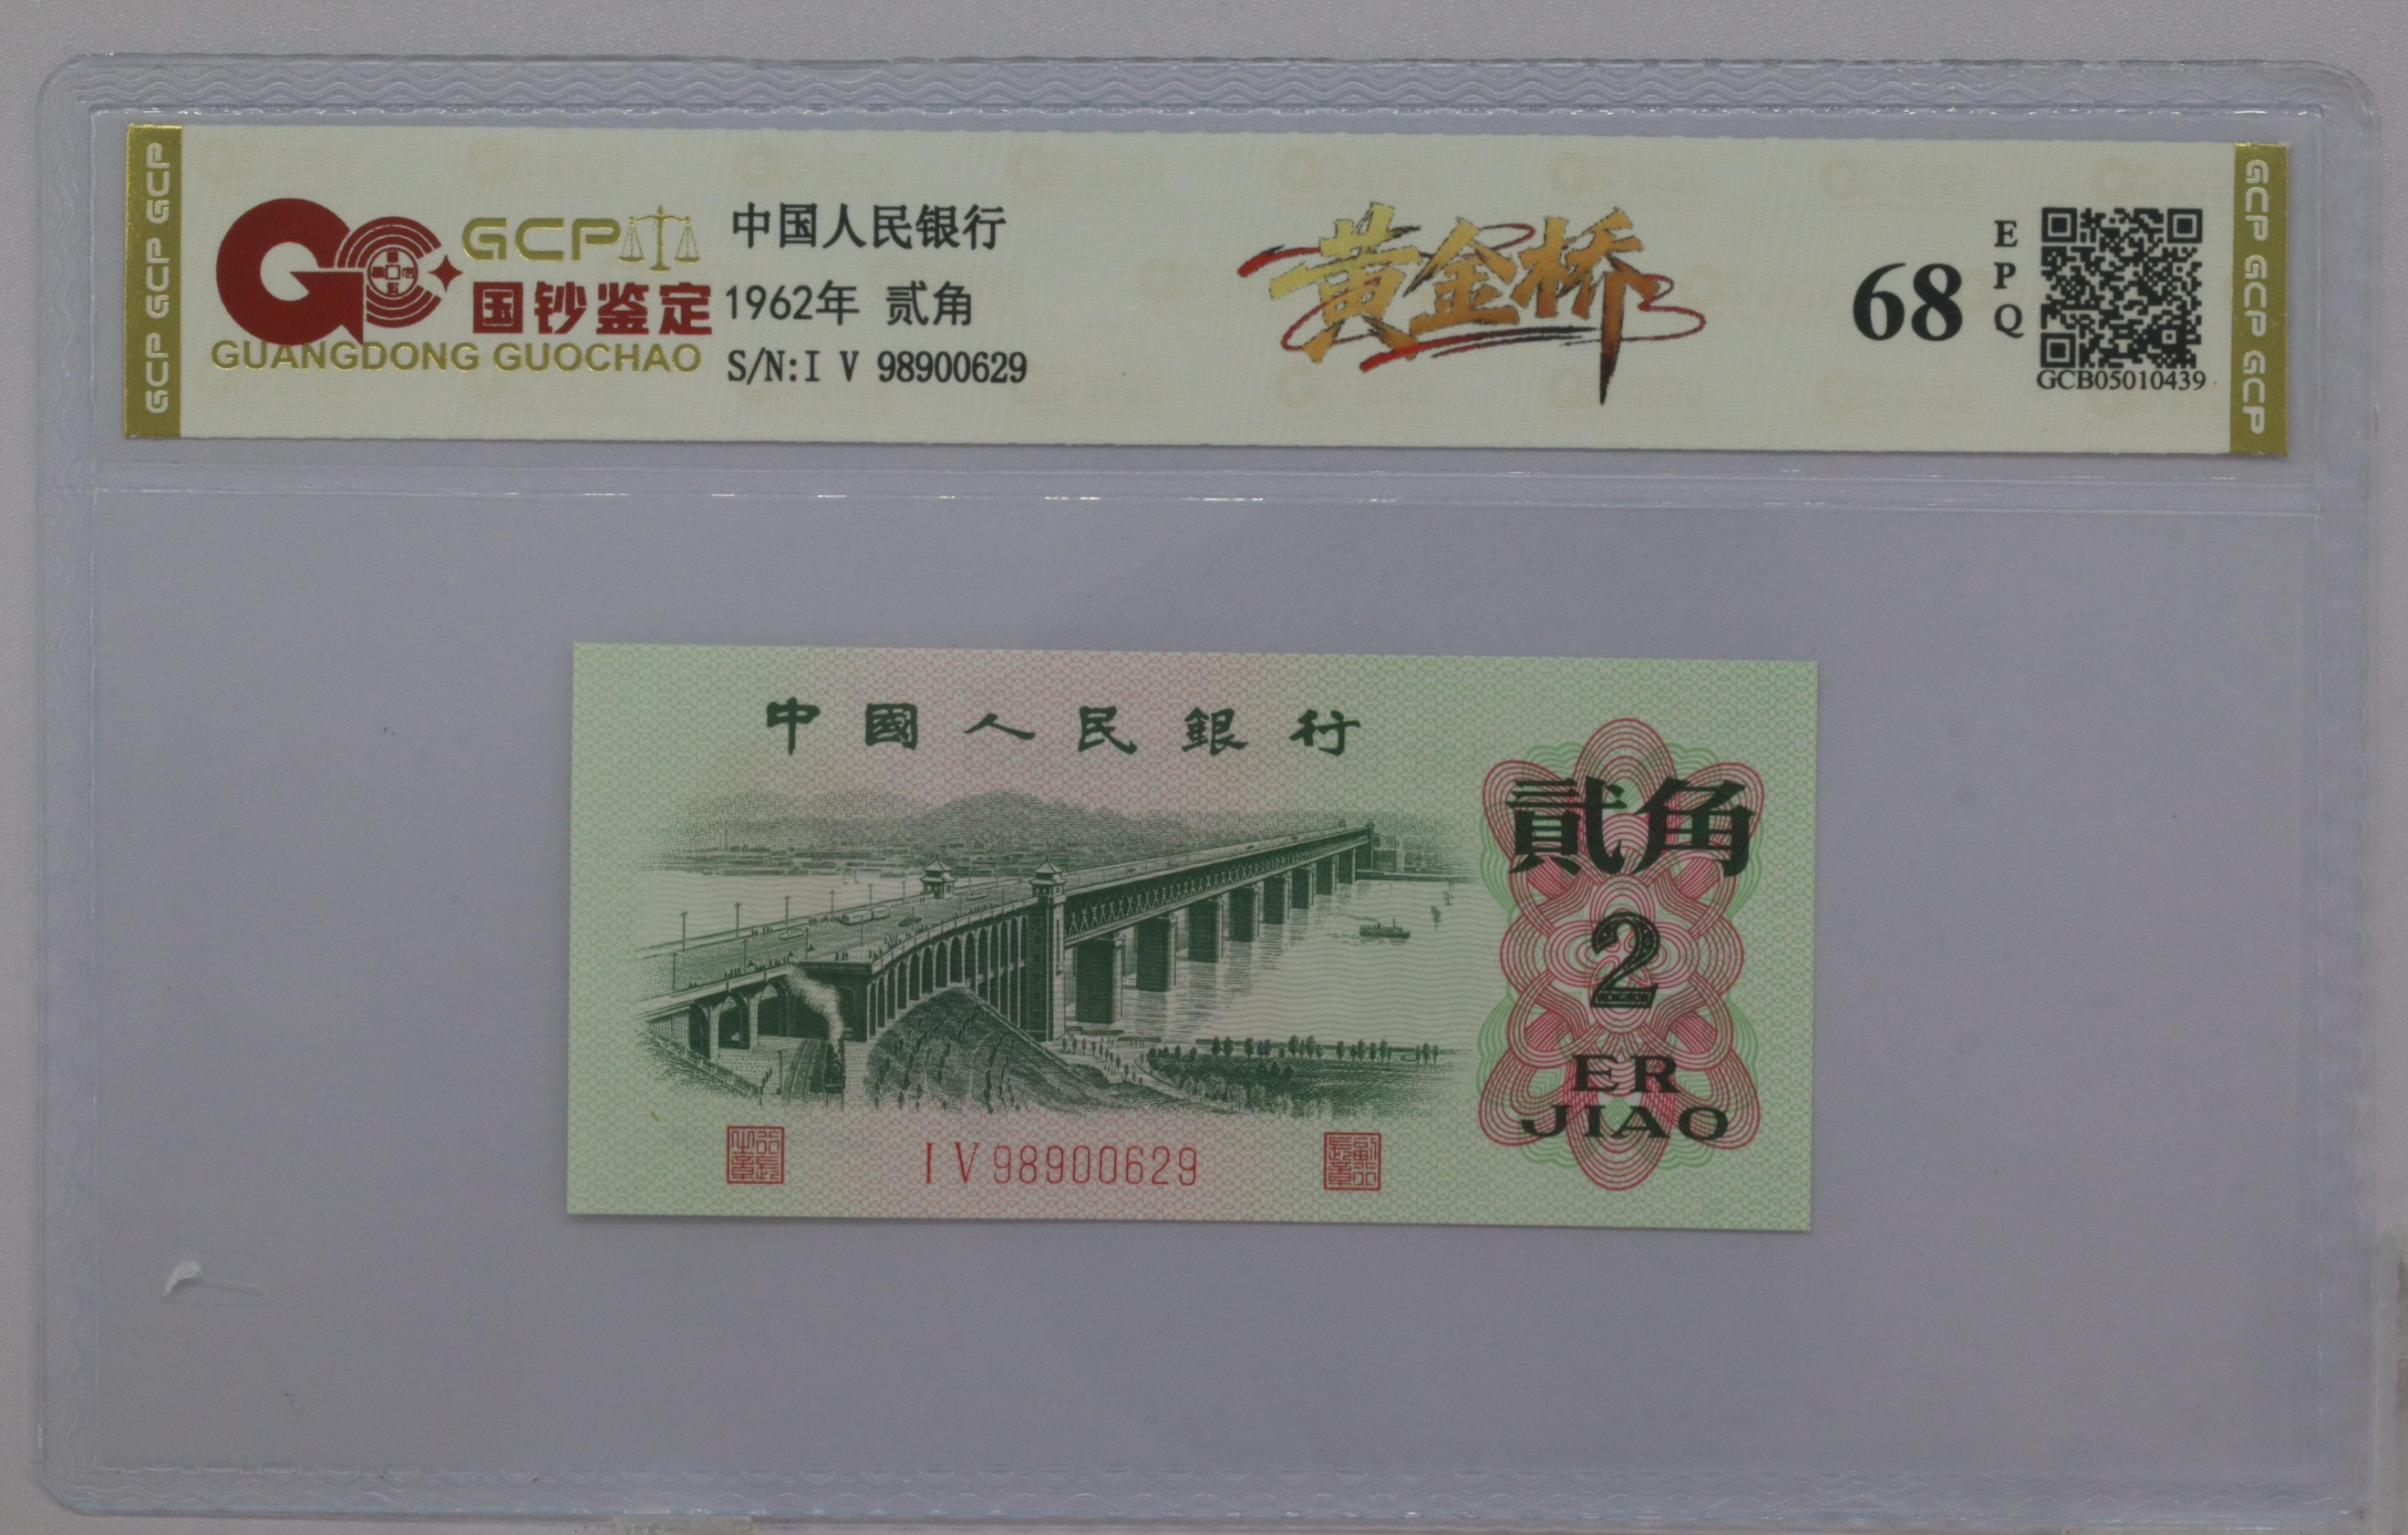 GCP GCP GCP
GCP
国钞鉴定
GUANGDONG GUOCHAO
中国人民银行
1962年 贰角
S/N:I V 98900629
黄金桥
68
EPQ
GCB05010439
GCP GCP GCP
中國人民銀行
貳角
2
ER
JIAO
I V 98900629